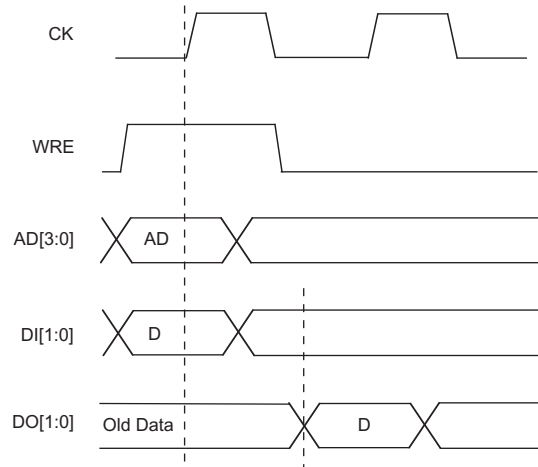 CK
WRE
AD[3:0]
AD
DI[1:0]
D
DO[1:0]
Old Data
D